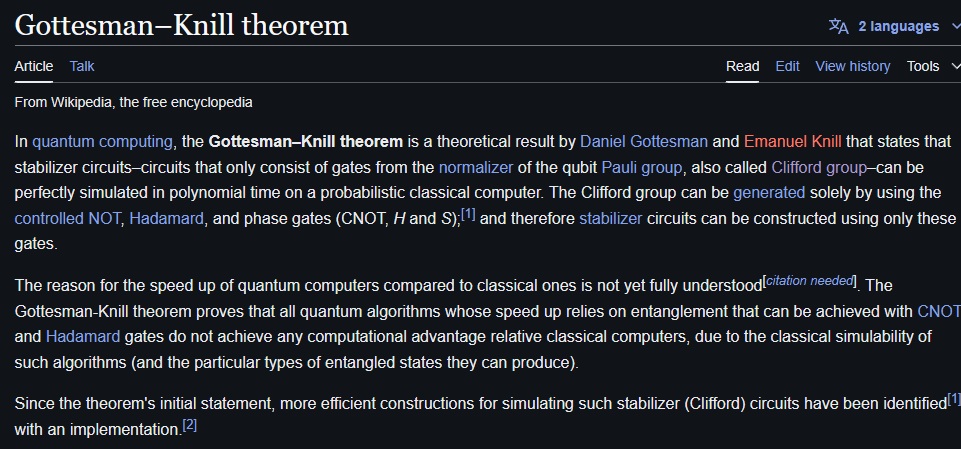 Gottesman–Knill theorem
2 languages
Article Talk Read Edit View history Tools
From Wikipedia, the free encyclopedia
In quantum computing, the Gottesman–Knill theorem is a theoretical result by Daniel Gottesman and Emanuel Knill that states that
stabilizer circuits–circuits that only consist of gates from the normalizer of the qubit Pauli group, also called Clifford group–can be
perfectly simulated in polynomial time on a probabilistic classical computer. The Clifford group can be generated solely by using the
controlled NOT, Hadamard, and phase gates (CNOT, H and S);[1] and therefore stabilizer circuits can be constructed using only these
gates.
The reason for the speed up of quantum computers compared to classical ones is not yet fully understood[citation needed]. The
Gottesman-Knill theorem proves that all quantum algorithms whose speed up relies on entanglement that can be achieved with CNOT
and Hadamard gates do not achieve any computational advantage relative classical computers, due to the classical simulability of
such algorithms (and the particular types of entangled states they can produce).
Since the theorem's initial statement, more efficient constructions for simulating such stabilizer (Clifford) circuits have been identified[1]
with an implementation.[2]